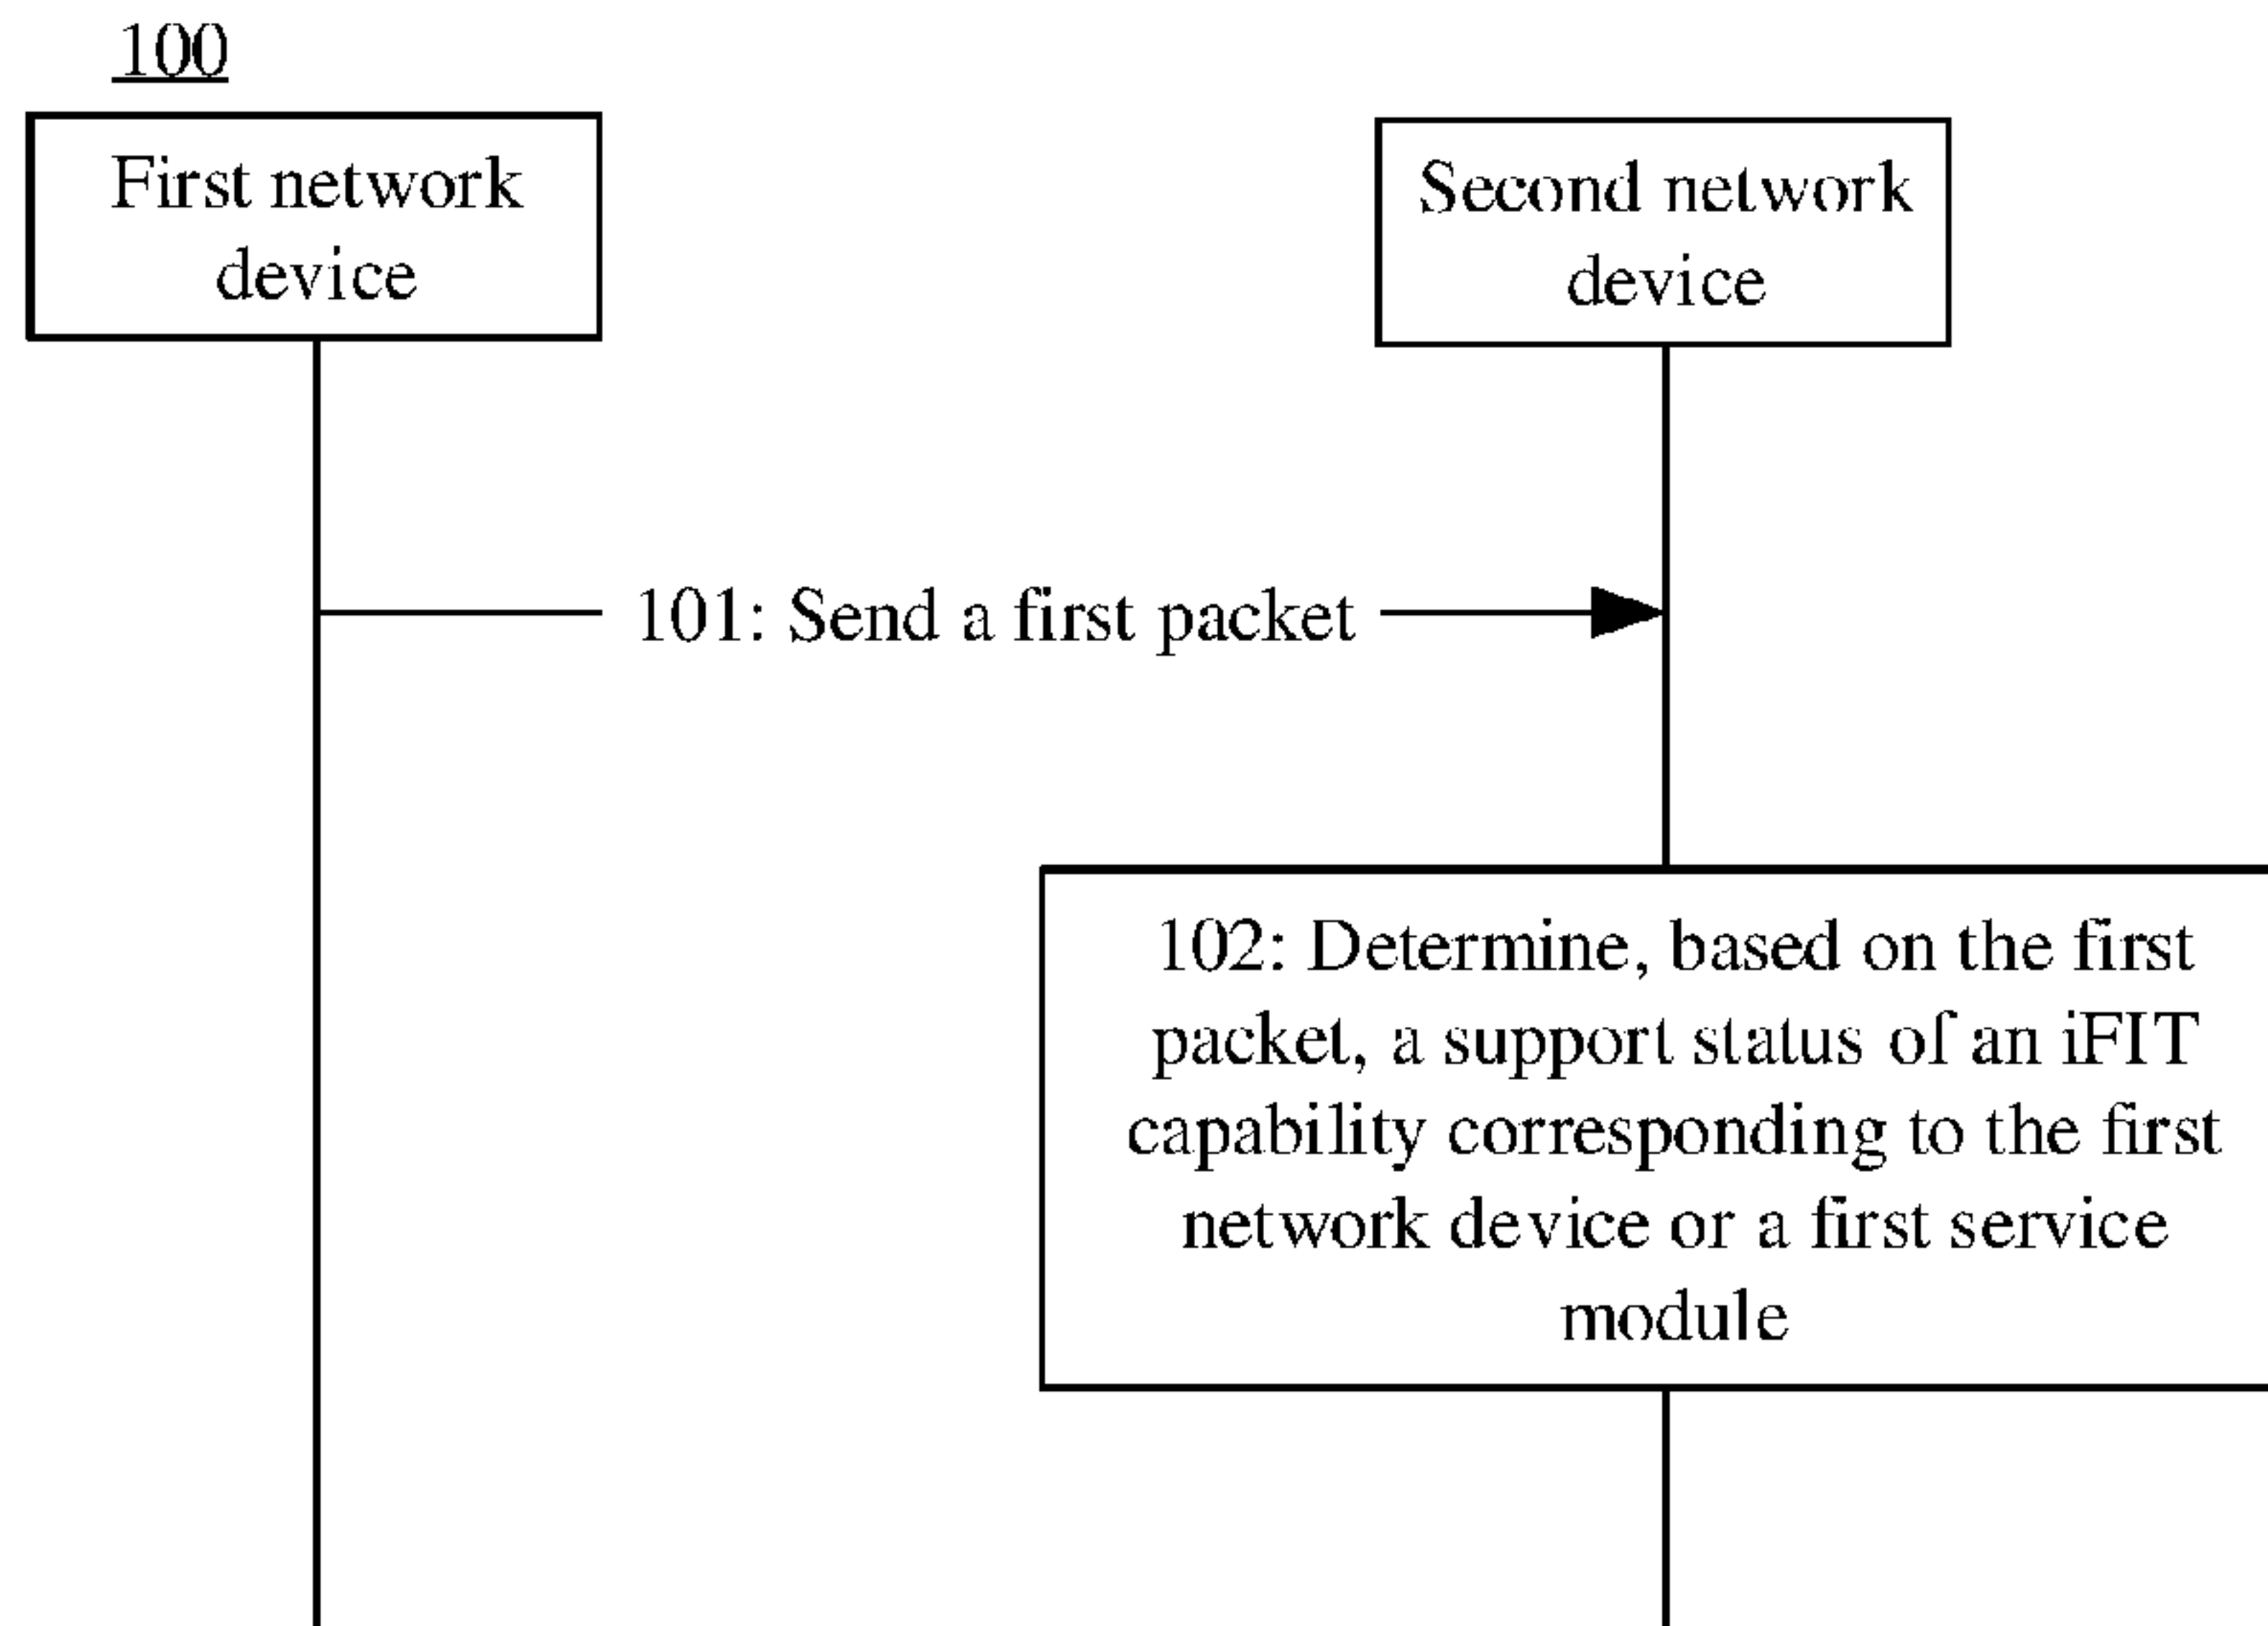 100
First network
device
Second network
device
101: Send a first packet
102: Determine, based on the first
packet, a support status of an iFIT
capability corresponding to the first
network device or a first service
module